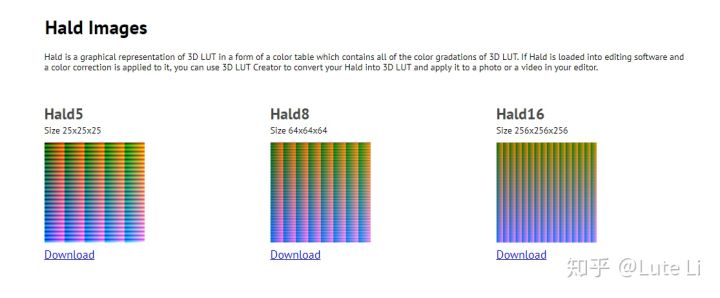 Hald Images
Hald is a graphical representation of 3D LUT in a form of a color table which contains all of the color gradations of 3D LUT. If Hald is loaded into editing software and
a color correction is applied to it, you can use 3D LUT Creator to convert your Hald into 3D LUT and apply it to a photo or a video in your editor.
Hald5 Hald8 Hald16
Size 25x25x25 Size 64x64x64 Size 256x256x256
Download Download Download
知乎 @Lute Li